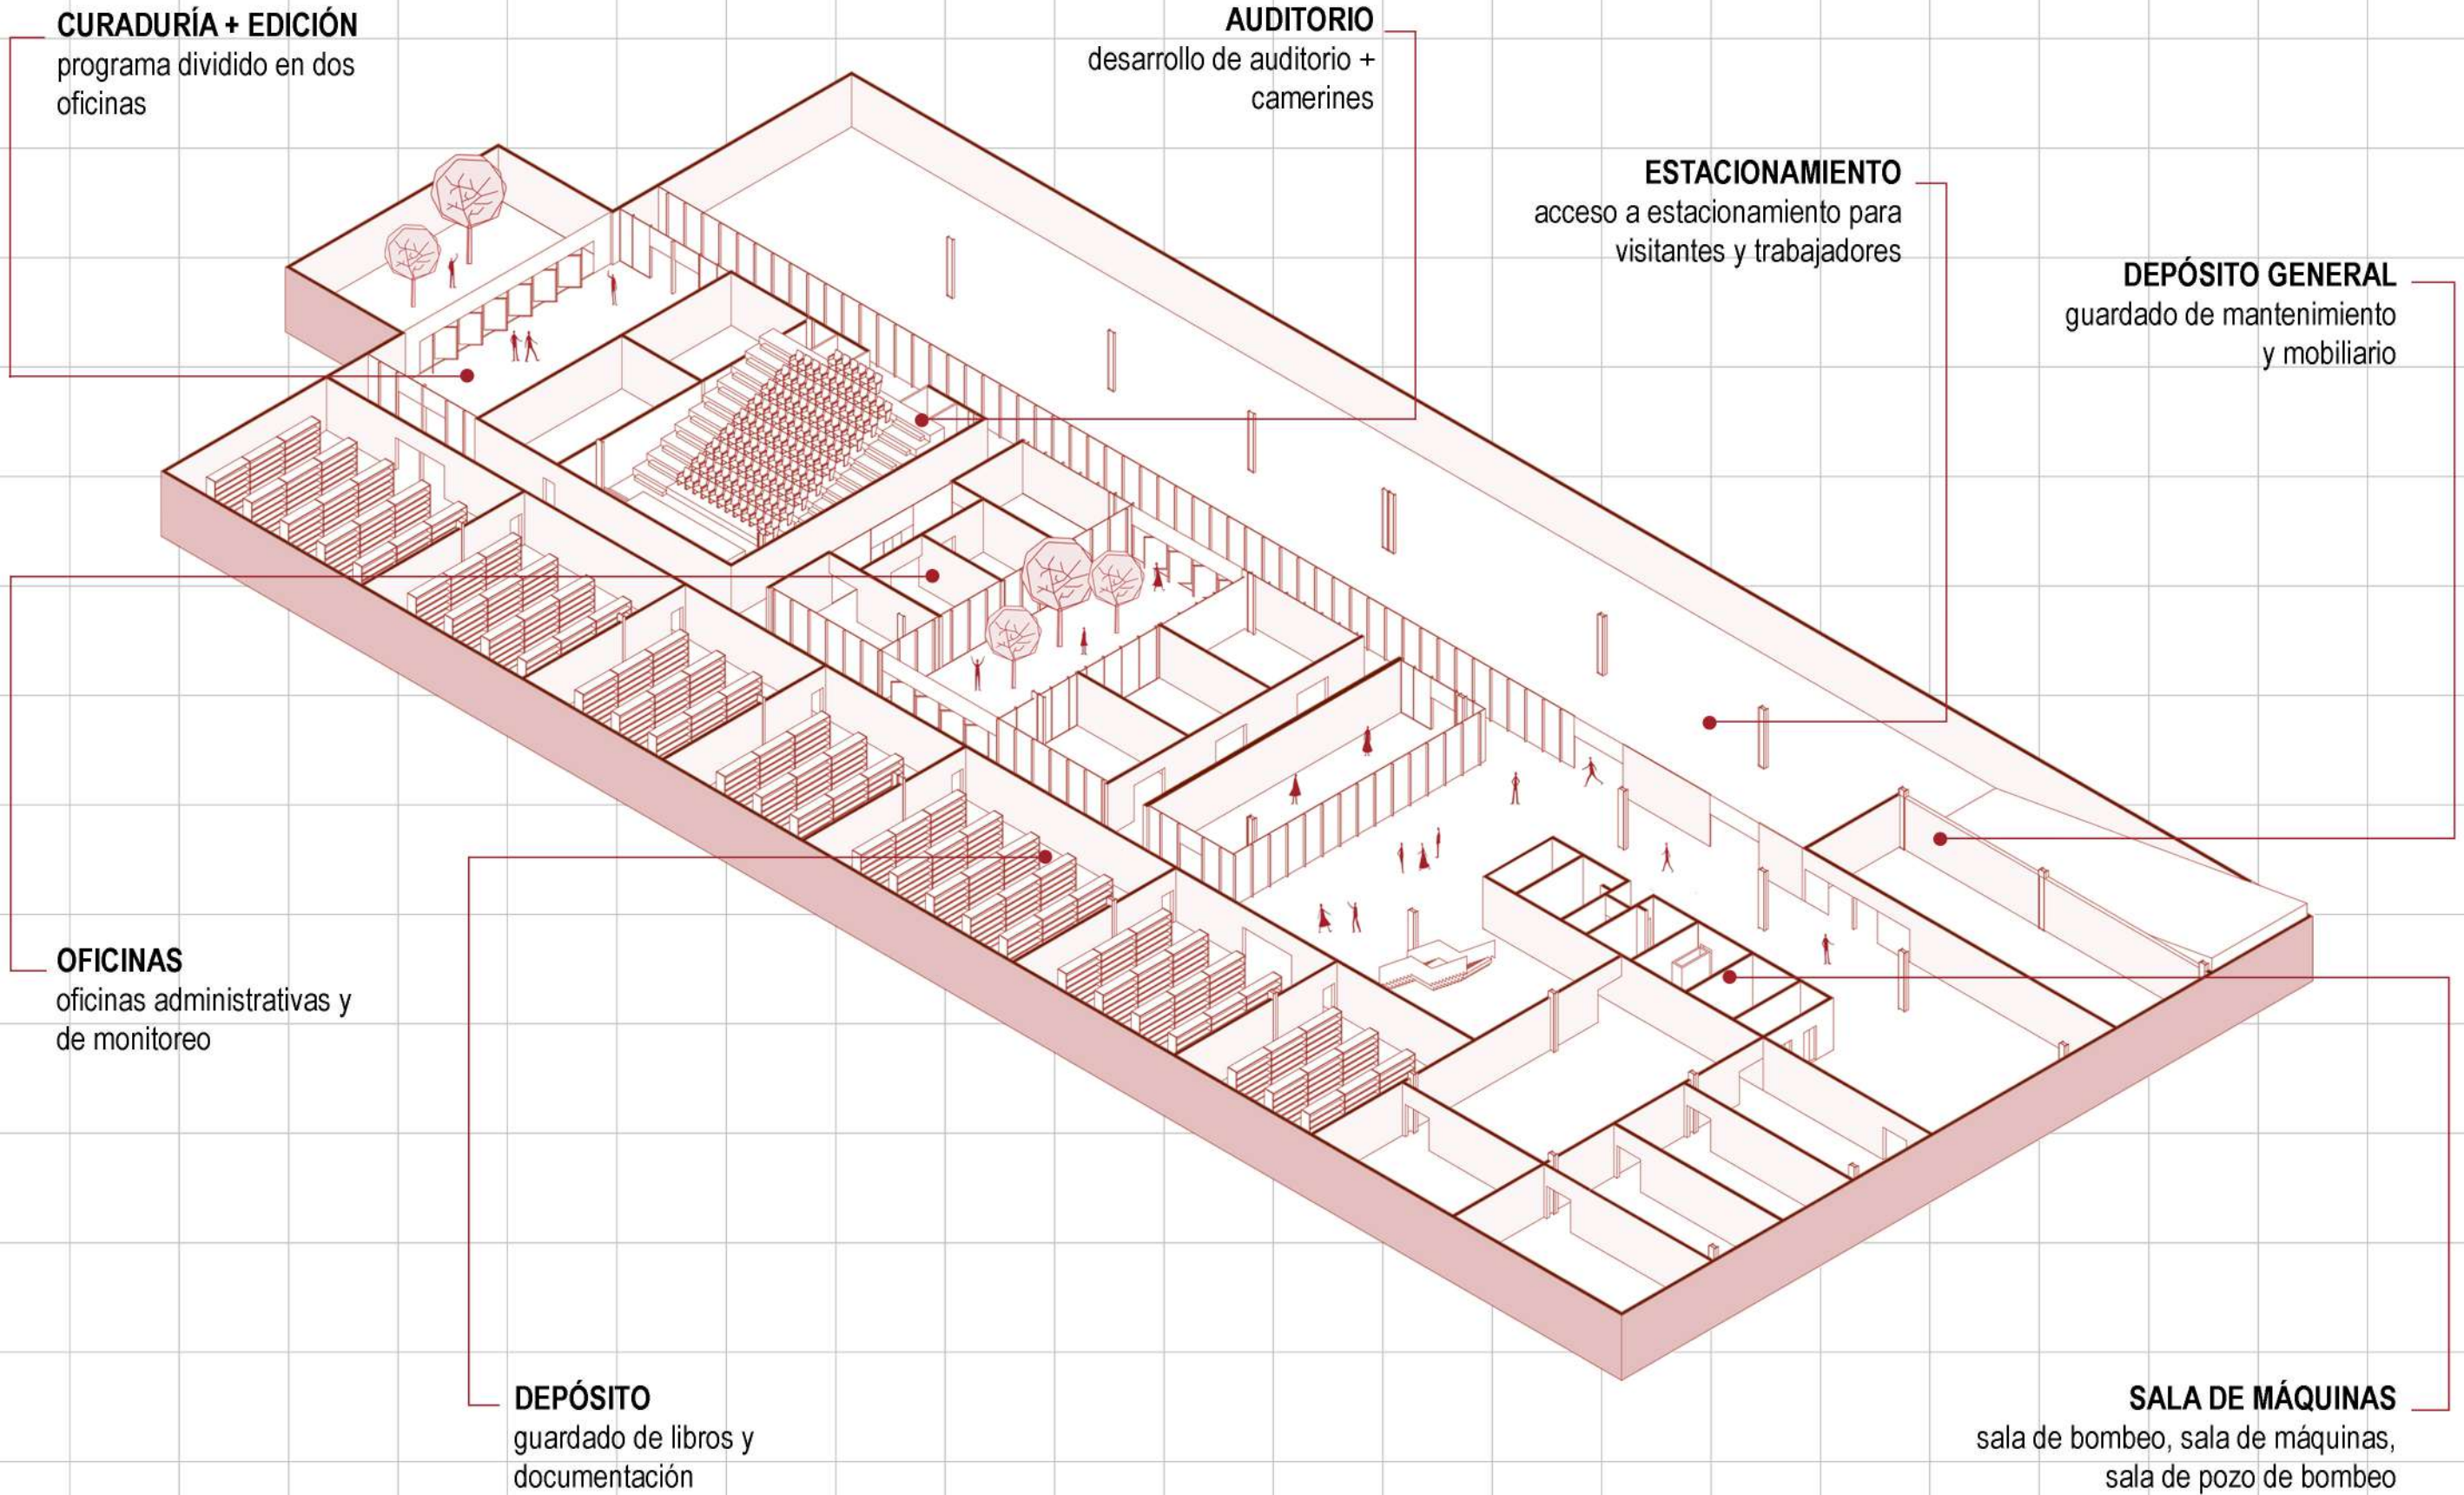 CURADURÍA + EDICIÓN
programa dividido en dos
oficinas
AUDITORIO
desarrollo de auditorio +
camerines
ESTACIONAMIENTO
acceso a estacionamiento para
visitantes y trabajadores
DEPÓSITO GENERAL
guardado de mantenimiento
y mobiliario
OFICINAS
oficinas administrativas y
de monitoreo
DEPÓSITO
guardado de libros y
documentación
SALA DE MÁQUINAS
sala de bombeo, sala de máquinas,
sala de pozo de bombeo